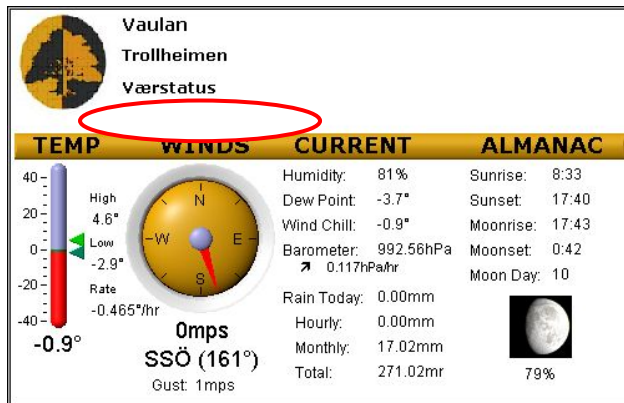 Vaulan
Trollheimen
Værstatus
TEMP WINDS CURRENT ALMANAC
40
20
0
-20
-40
High
4.6°
Low
-2.9°
Rate
-0.465°/hr
-0.9°
N
W E
S
0mps
SSÖ (161°)
Gust: 1mps
Humidity: 81%
Dew Point: -3.7°
Wind Chill: -0.9°
Barometer: 992.56hPa
0.117hPa/hr
Rain Today: 0.00mm
Hourly: 0.00mm
Monthly: 17.02mm
Total: 271.02mr
Sunrise: 8:33
Sunset: 17:40
Moonrise: 17:43
Moonset: 0:42
Moon Day: 10
79%